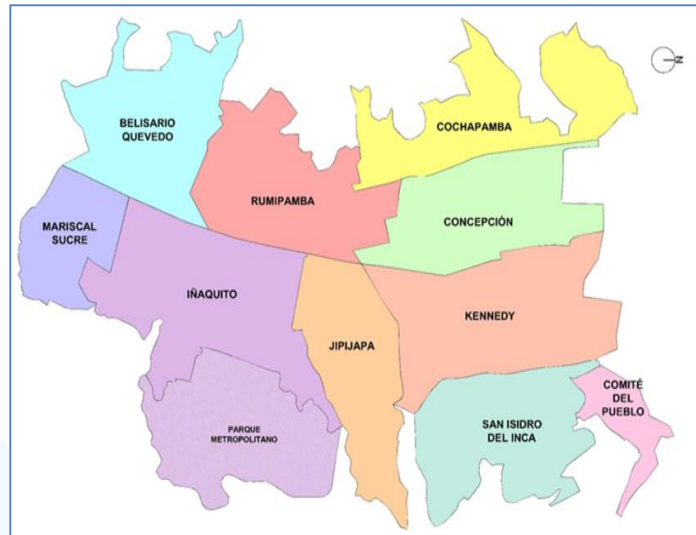 BELISARIO
QUEVEDO
COCHAPAMBA
N
RUMIPAMBA
MARISCAL
SUCRE
CONCEPCIÓN
IÑAQUITO
KENNEDY
JIPIJAPA
COMITÉ
DEL
PUEBLO
PARQUE
METROPOLITANO
SAN ISIDRO
DEL INCA